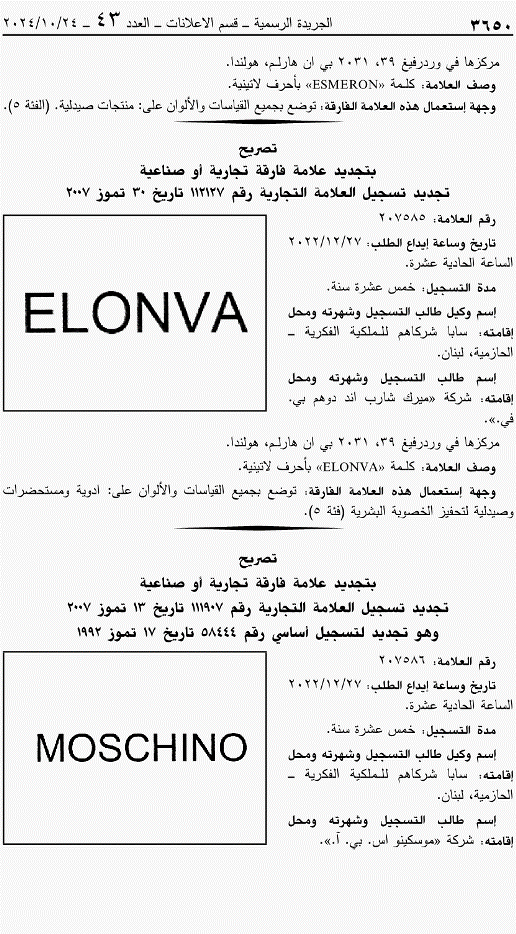 ٣٦٥٠ الجريدة الرسمية ــ قسم الاعلانات ــ العدد ٤٣ ــ ٢٠٢٤/١٠/٢٤
مركزها في وردرفيغ ٣٩، ٢٠٣١ بي ان هارلم، هولندا.
وصف العلامة: كلمة «ESMERON» بأحرف لاتينية.
وجهة إستعمال هذه العلامة الفارقة: توضع بجميع القياسات والألوان على: منتجات صيدلية. (الفئة ٥).
تصريح
بتجديد علامة فارقة تجارية أو صناعية
تجديد تسجيل العلامة التجارية رقم ١١٢١٢٧ تاريخ ٣٠ تموز ٢٠٠٧
رقم العلامة: ٢٠٧٥٨٥
تاريخ وساعة إيداع الطلب: ٢٠٢٢/١٢/٢٧
الساعة الحادية عشرة.
مدة التسجيل: خمس عشرة سنة.
إسم وكيل طالب التسجيل وشهرته ومحل
إقامته: سابا شركاهم للملكية الفكرية ــ
الحازمية، لبنان.
إسم طالب التسجيل وشهرته ومحل
إقامته: شركة «ميرك شارب اند دوهم بي.
في.».
ELONVA
مركزها في وردرفيغ ٣٩، ٢٠٣١ بي ان هارلم، هولندا.
وصف العلامة: كلمة «ELONVA» بأحرف لاتينية.
وجهة إستعمال هذه العلامة الفارقة: توضع بجميع القياسات والألوان على: ادوية ومستحضرات
وصيدلية لتحفيز الخصوبة البشرية (فئة ٥).
تصريح
بتجديد علامة فارقة تجارية أو صناعية
تجديد تسجيل العلامة التجارية رقم ١١١٩٠٧ تاريخ ١٣ تموز ٢٠٠٧
وهو تجديد لتسجيل أساسي رقم ٥٨٤٤٤ تاريخ ١٧ تموز ١٩٩٢
رقم العلامة: ٢٠٧٥٨٦
تاريخ وساعة إيداع الطلب: ٢٠٢٢/١٢/٢٧
الساعة الحادية عشرة.
مدة التسجيل: خمس عشرة سنة.
إسم وكيل طالب التسجيل وشهرته ومحل
إقامته: سابا شركاهم للملكية الفكرية ــ
الحازمية، لبنان.
إسم طالب التسجيل وشهرته ومحل
إقامته: شركة «موسكينو اس. بي. آ.».
MOSCHINO